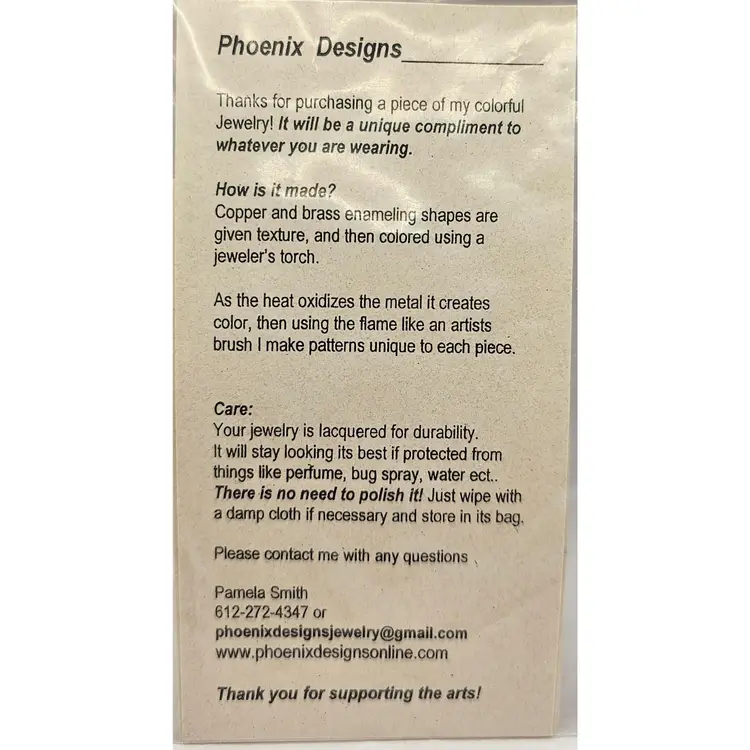 Phoenix Designs____________
Thanks for purchasing a piece of my colorful
Jewelry! It will be a unique compliment to
whatever you are wearing.
How is it made?
Copper and brass enameling shapes are
given texture, and then colored using a
jeweler's torch.
As the heat oxidizes the metal it creates
color, then using the flame like an artists
brush I make patterns unique to each piece.
Care:
Your jewelry is lacquered for durability.
It will stay looking its best if protected from
things like perfume, bug spray, water ect..
There is no need to polish it! Just wipe with
a damp cloth if necessary and store in its bag.
Please contact me with any questions
Pamela Smith
612-272-4347 or
phoenixdesignsjewelry@gmail.com
www.phoenixdesignsonline.com
Thank you for supporting the arts!